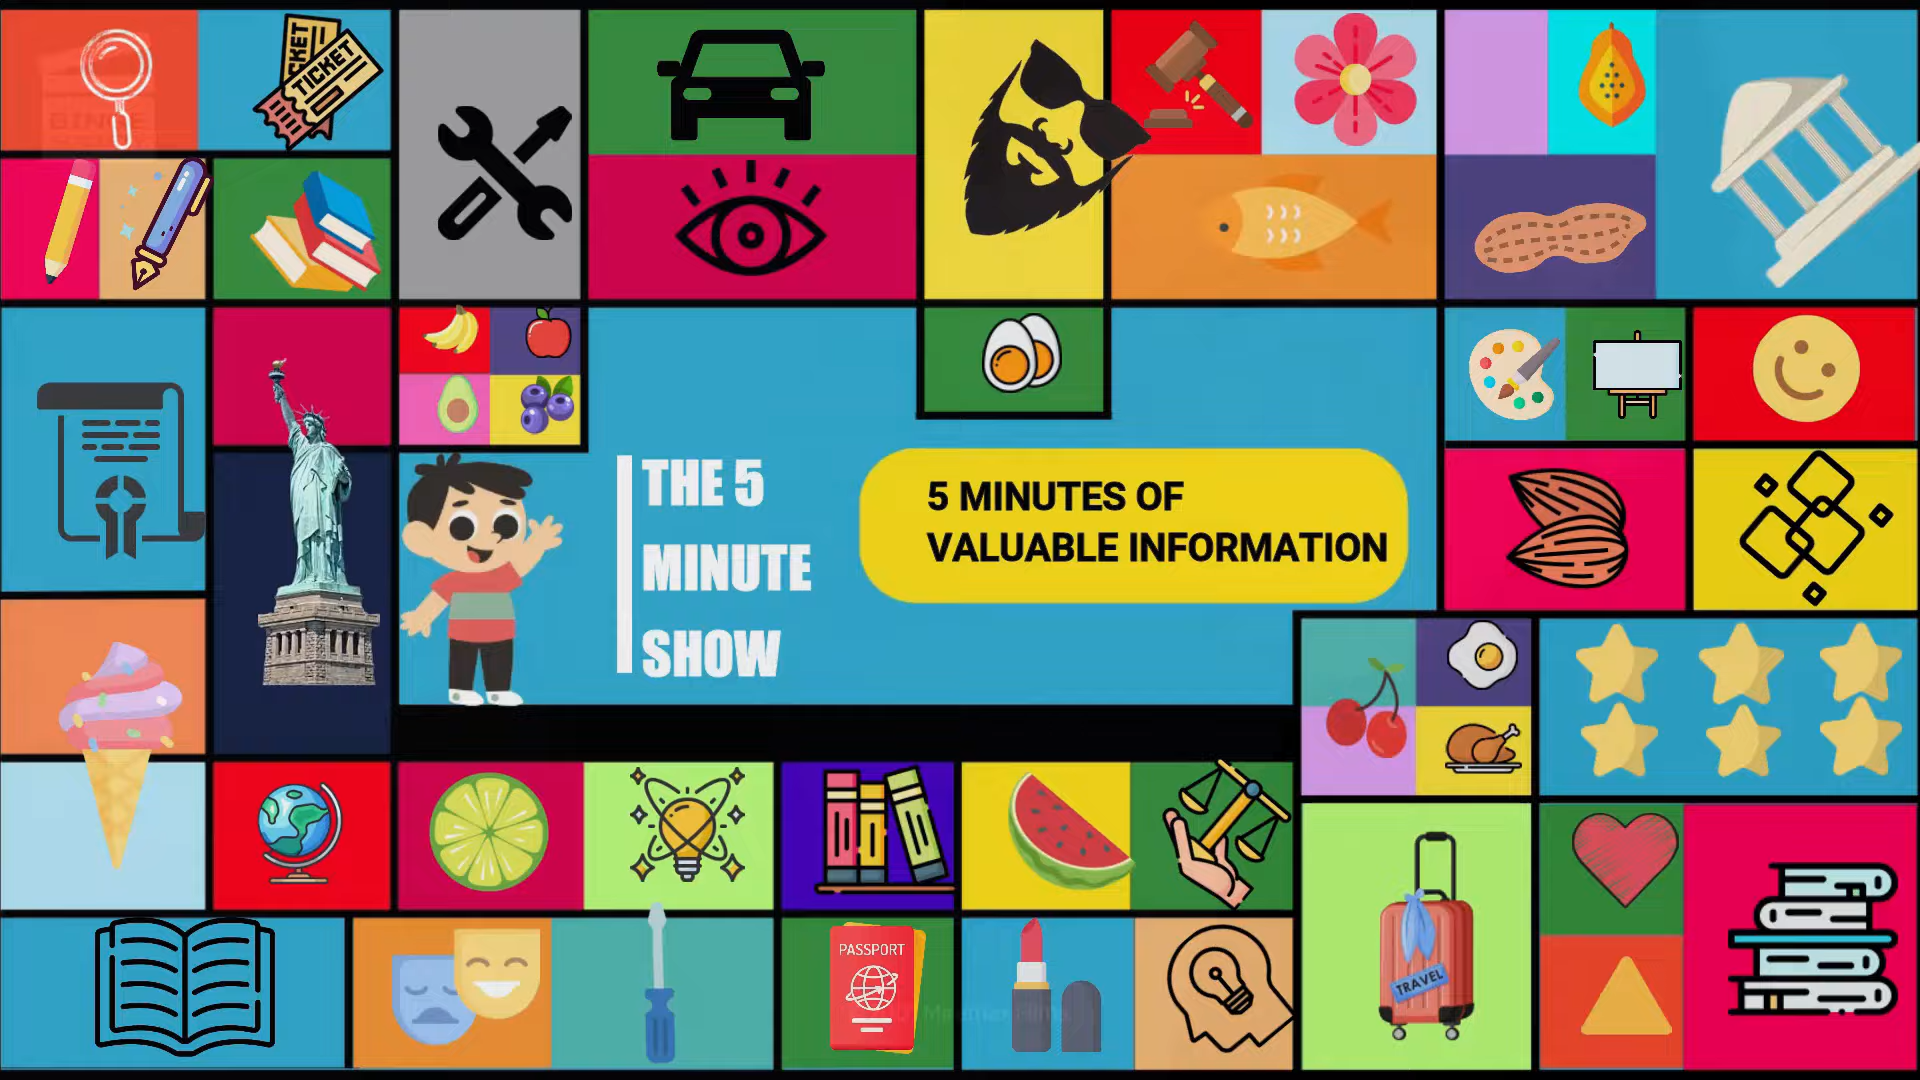 TICKET
TICKET
THE 5
MINUTE
SHOW
5 MINUTES OF
VALUABLE INFORMATION
PASSPORT
TRAVEL